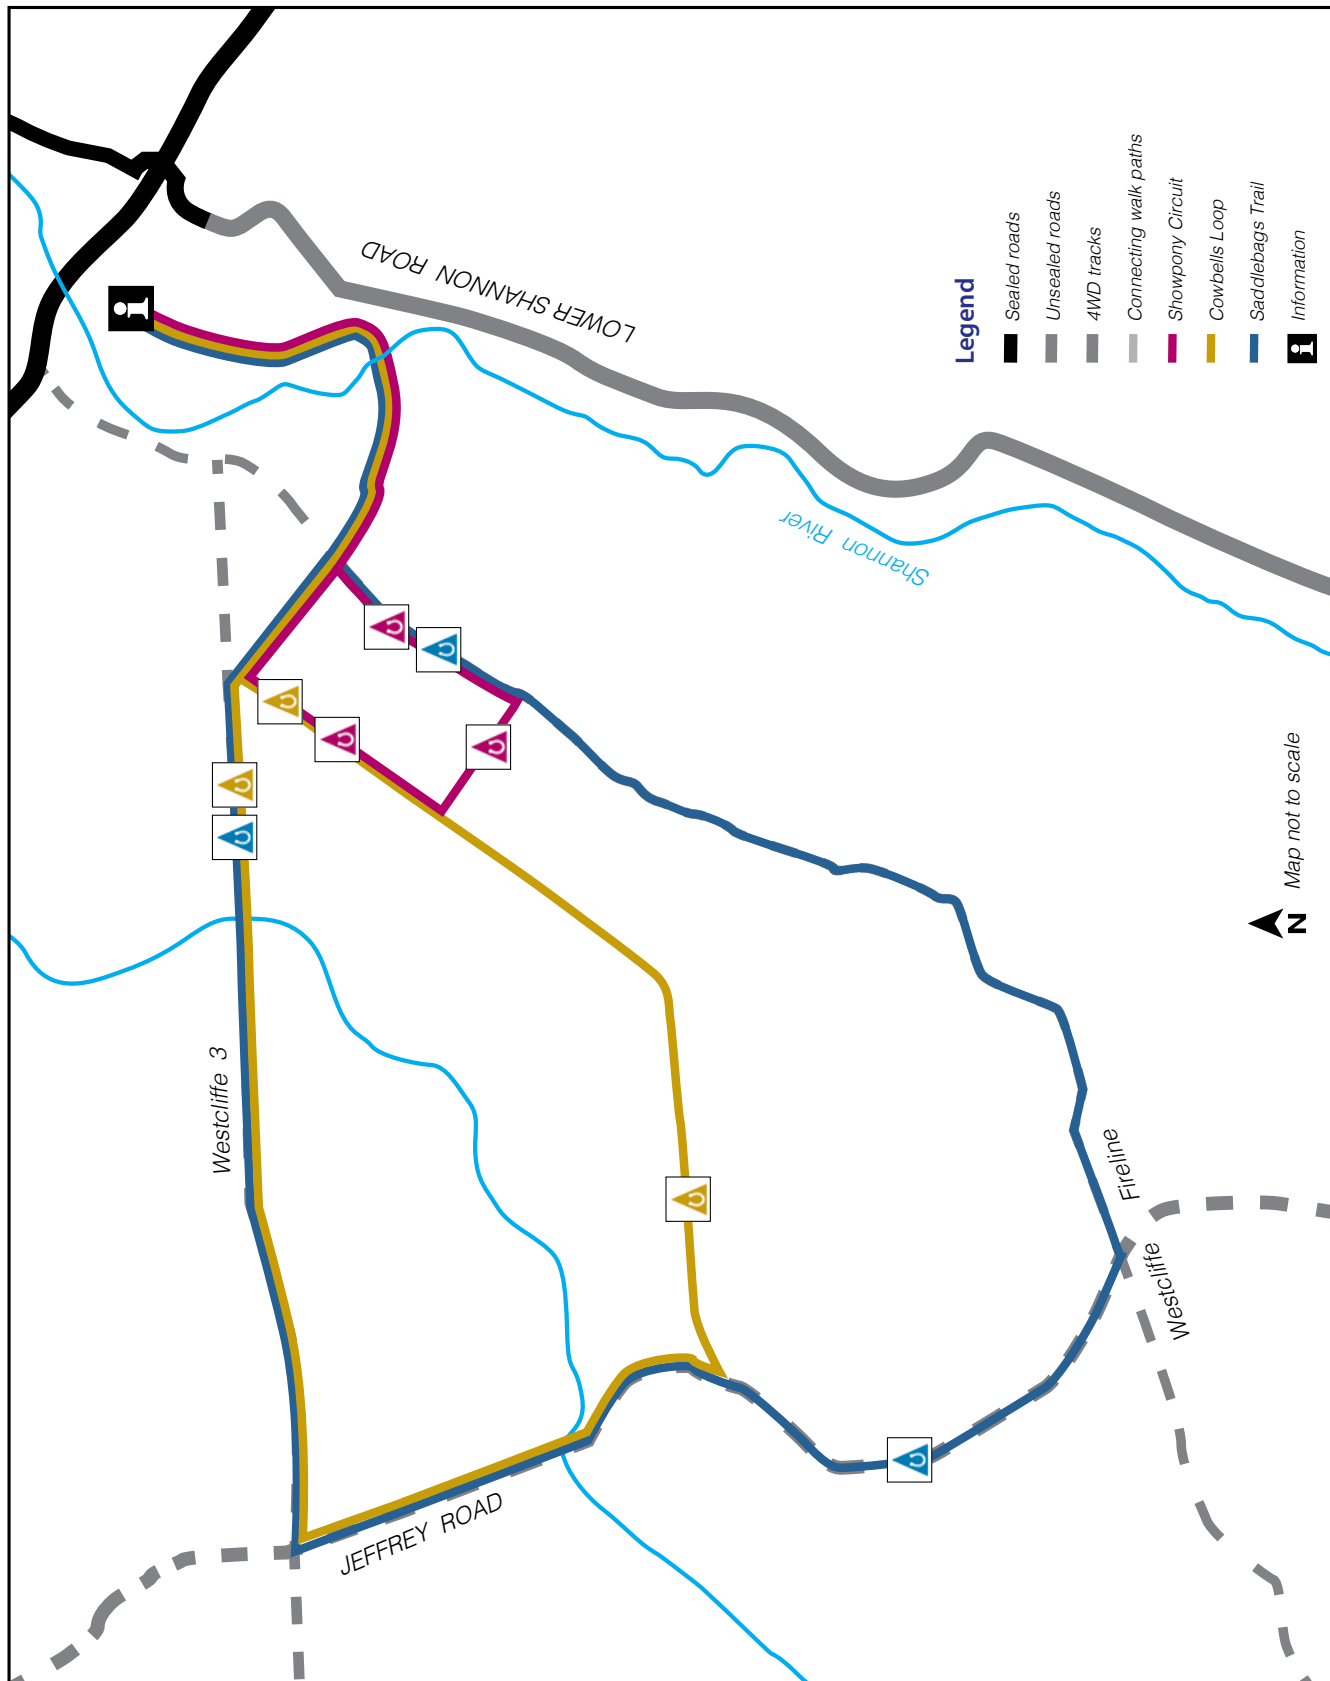 LOWER SHANNON ROAD
Shannon River
Westcliffe 3
JEFFREY ROAD
Westcliffe Fireline
Legend
Sealed roads
Unsealed roads
4WD tracks
Connecting walk paths
Showpony Circuit
Cowbells Loop
Saddlebags Trail
i Information
i
N
Map not to scale